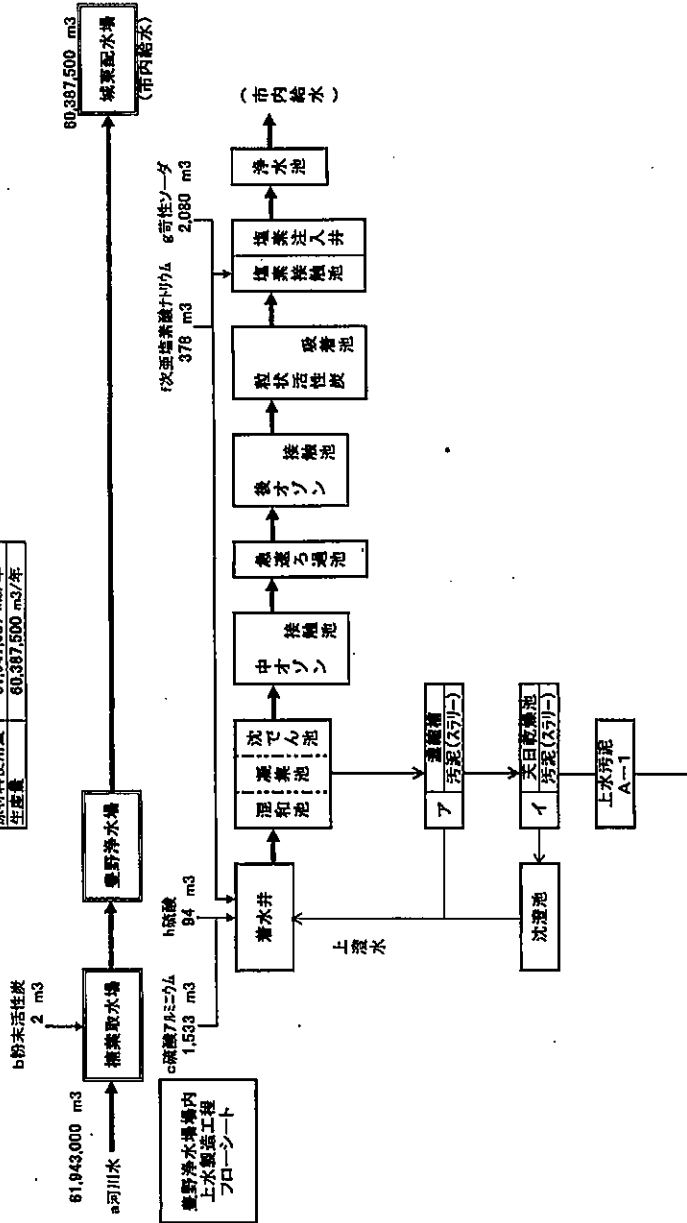 生産量 60,387,500 m3/年
b粉末活性炭
2 m3
61,943,000 m3
a河川水
楠葉取水場
豊野浄水場
60,387,500 m3
城東配水場
(市内給水)
豊野浄水場場内
上水製造工程
フローシート
c硫酸アルミニウム
1,533 m3
h硫酸
94 m3
f次亜塩素酸ナトリウム
378 m3
g苛性ソーダ
2,080 m3
着水井
混和池
凝集池
沈でん池
中オゾン
接触池
急速ろ過池
後オゾン
接触池
粒状活性炭
吸着池
塩素接触池
塩素注入井
浄水池
(市内給水)
上澄水
ア
濃縮槽
汚泥(スラリー)
イ
天日乾燥池
汚泥(スラリー)
沈澄池
上水汚泥
A-1